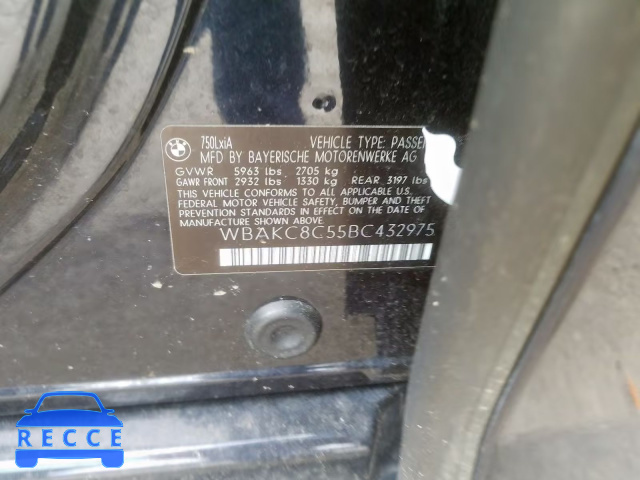 BMW
750LxiA VEHICLE TYPE: PASSEN
MFD BY BAYERISCHE MOTORENWERKE AG
GVWR 5963 lbs 2705 kg
GAWR FRONT 2932 lbs 1330 kg REAR 3197 lbs
THIS VEHICLE CONFORMS TO ALL APPLICABLE U.S.
FEDERAL MOTOR VEHICLE SAFETY, BUMPER AND THEFT
PREVENTION STANDARDS IN EFFECT ON THE DATE OF
MANUFACTURE SHOWN ABOVE
WBAKC8C55BC432975
RECCE